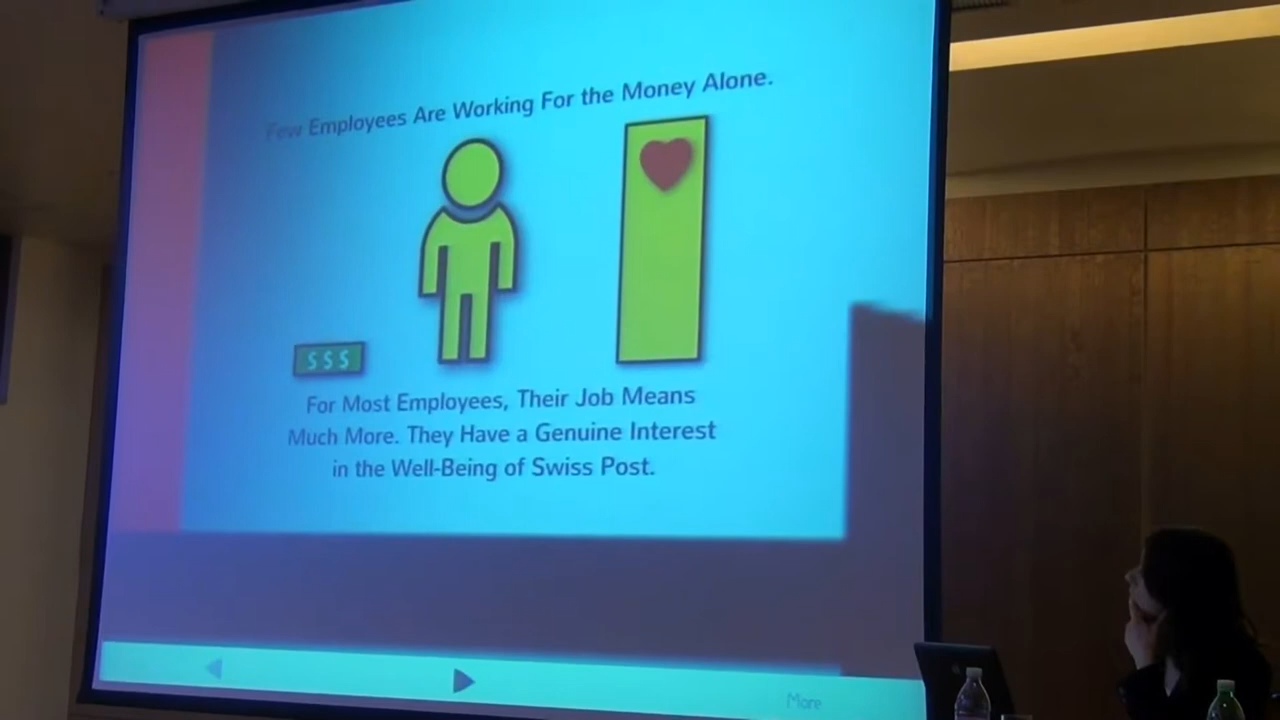 Few Employees Are Working For the Money Alone.
$ $ $
For Most Employees, Their Job Means
Much More. They Have a Genuine Interest
in the Well-Being of Swiss Post.
More